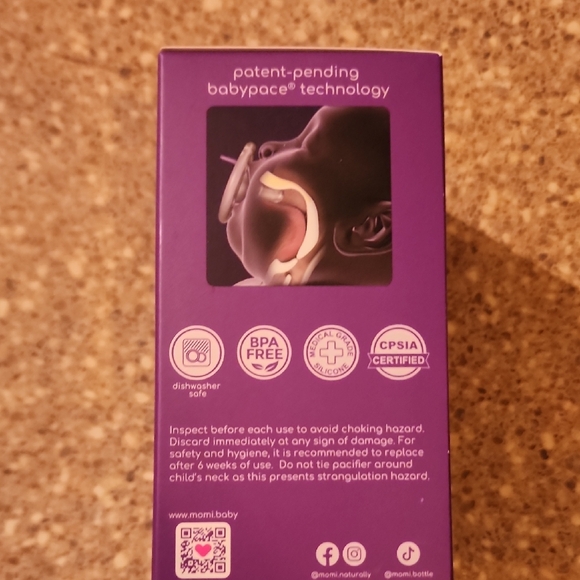 patent-pending
babypace® technology
dishwasher
safe
BPA
FREE
MEDICAL GRADE
SILICONE
CPSIA
CERTIFIED
Inspect before each use to avoid choking hazard.
Discard immediately at any sign of damage. For
safety and hygiene, it is recommended to replace
after 6 weeks of use. Do not tie pacifier around
child's neck as this presents strangulation hazard.
www.momi.baby
@momi.naturally
@momi.bottle